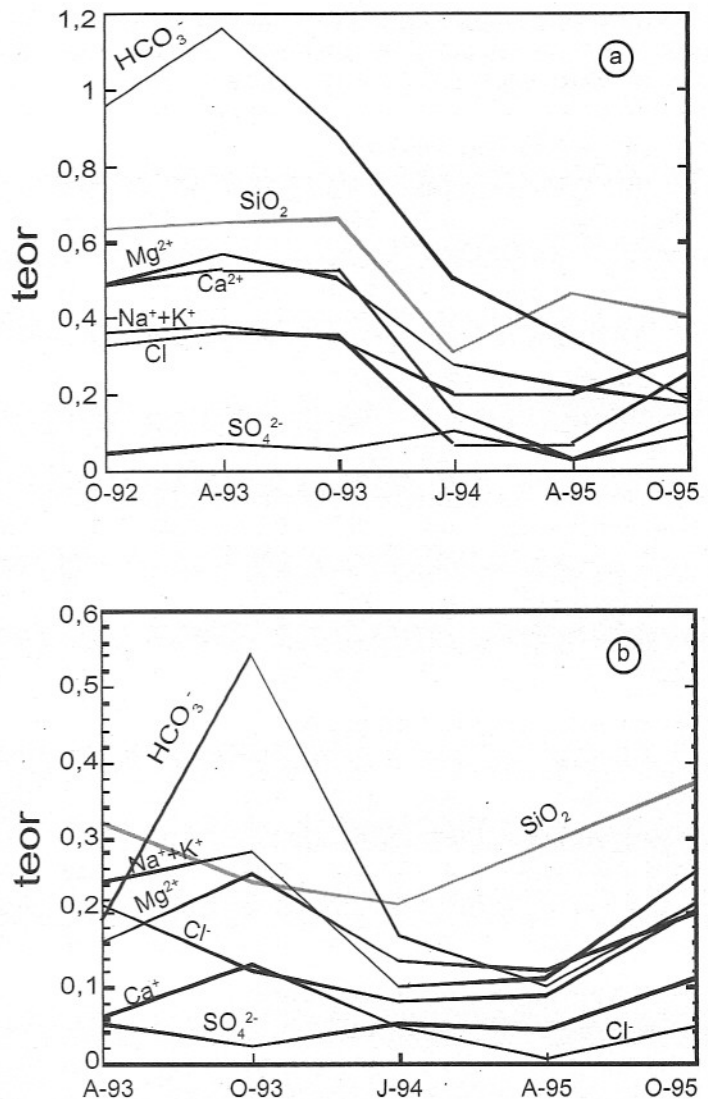 1,2
HCO₃⁻
a
1
0,8
SiO₂
0,6
Mg²⁺
Ca²⁺
teor
0,4
Na⁺+K⁺
Cl
0,2
SO₄²⁻
0
O-92 A-93 O-93 J-94 A-95 O-95
0,6
b
0,5
HCO₃⁻
0,4
SiO₂
0,3
Na⁺+K⁺
teor
Mg²⁺
0,2
Cl⁻
Ca⁺
0,1
SO₄²⁻
Cl⁻
0
A-93 O-93 J-94 A-95 O-95